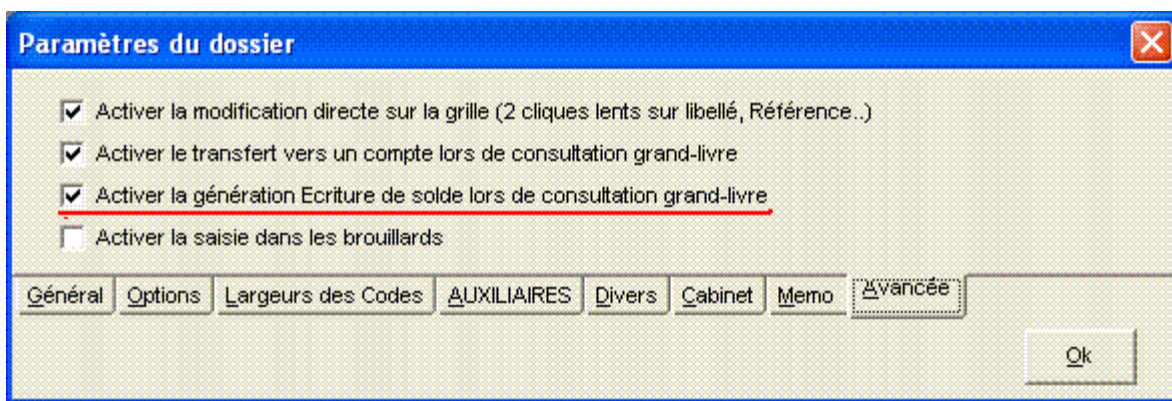 Paramètres du dossier
Activer la modification directe sur la grille (2 cliques lents sur libellé, Référence..)
Activer le transfert vers un compte lors de consultation grand-livre
Activer la génération Ecriture de solde lors de consultation grand-livre
Activer la saisie dans les brouillards
Général Options Largeurs des Codes AUXILIAIRES Divers Cabinet Memo Avancée
Ok